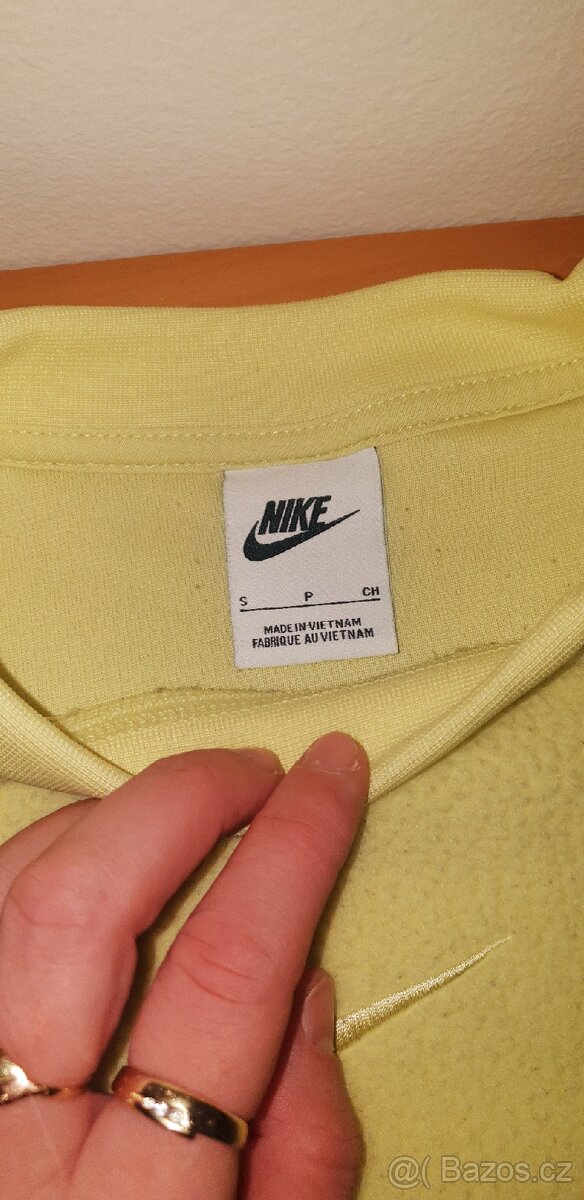 NIKE
S P CH
MADE IN VIETNAM
FABRIQUE AU VIETNAM
@( Bazos.cz